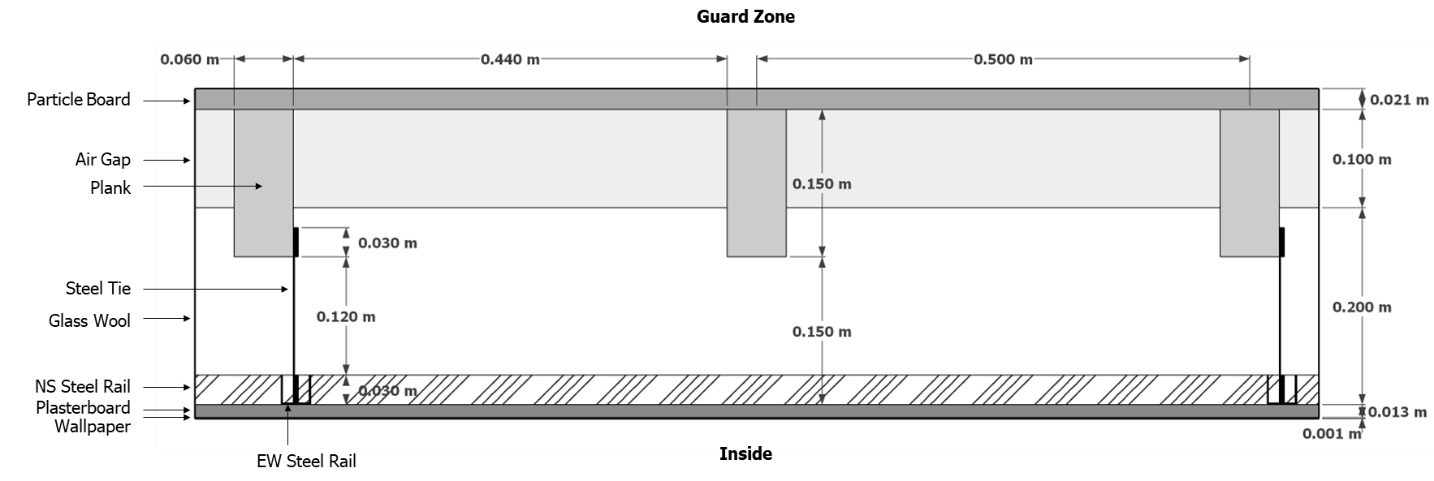 Guard Zone
0.060 m
0.440 m
0.500 m
Particle Board
0.021 m
Air Gap
0.100 m
Plank
0.150 m
0.030 m
Steel Tie
0.200 m
0.120 m
Glass Wool
0.150 m
NS Steel Rail
0.030 m
Plasterboard
0.013 m
Wallpaper
0.001 m
Inside
EW Steel Rail